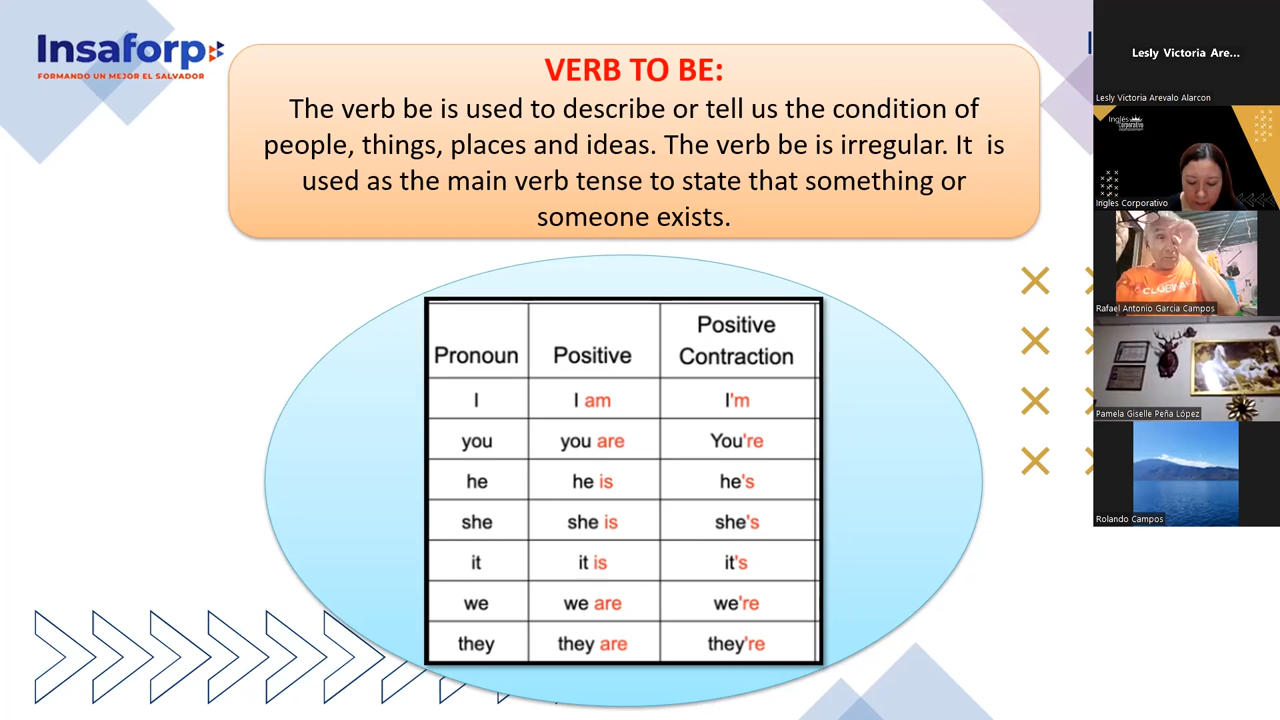 Insaforp
FORMANDO UN MEJOR EL SALVADOR
VERB TO BE:
The verb be is used to describe or tell us the condition of
people, things, places and ideas. The verb be is irregular. It  is
used as the main verb tense to state that something or
someone exists.
Pronoun Positive Positive Contraction
I I am I'm
you you are You're
he he is he's
she she is she's
it it is it's
we we are we're
they they are they're
Lesly Victoria Are...
Lesly Victoria Arevalo Alarcon
Inglés
Corporativo
Ingles Corporativo
Rafael Antonio Garcia Campos
Pamela Giselle Peña López
Rolando Campos